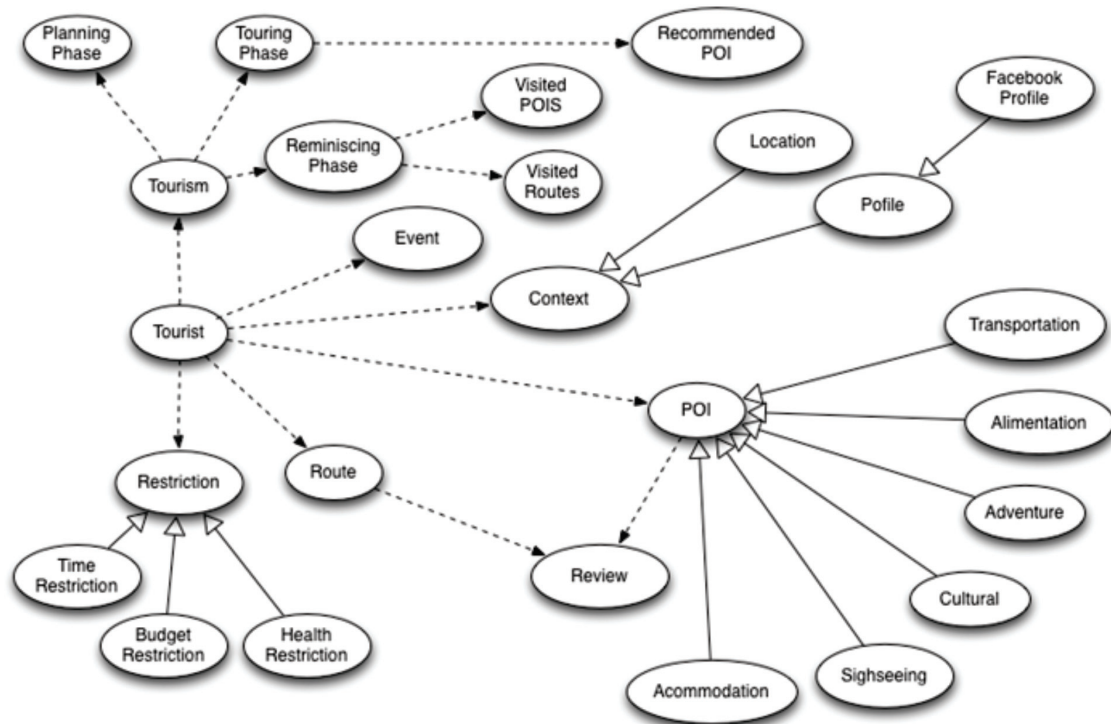 Planning
Phase
Touring
Phase
Recommended
POI
Visited
POIS
Facebook
Profile
Reminiscing
Phase
Location
Tourism
Visited
Routes
Pofile
Event
Context
Tourist
Transportation
POI
Alimentation
Restriction
Route
Adventure
Time
Restriction
Review
Cultural
Budget
Restriction
Health
Restriction
Sighseeing
Acommodation